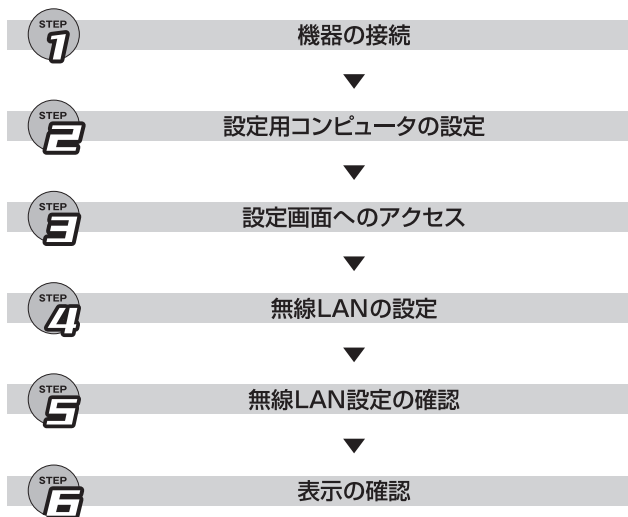 STEP 1 機器の接続
▼
STEP 2 設定用コンピュータの設定
▼
STEP 3 設定画面へのアクセス
▼
STEP 4 無線LANの設定
▼
STEP 5 無線LAN設定の確認
▼
STEP 6 表示の確認